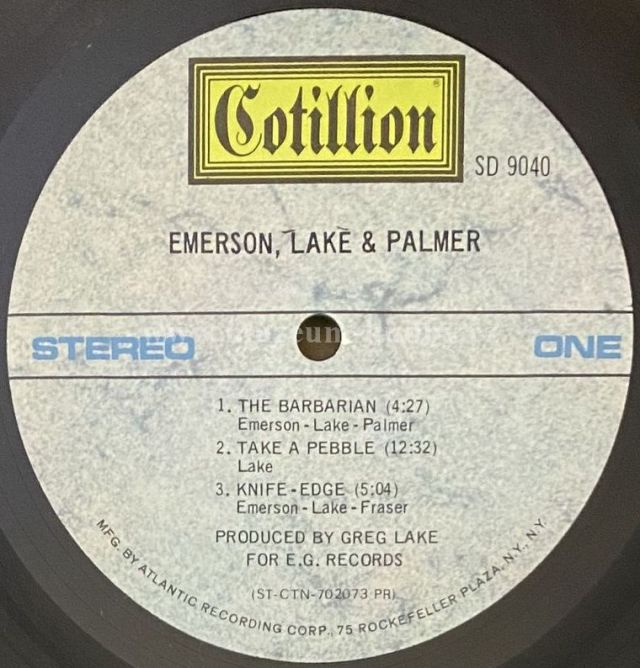 Cotillion
SD 9040
EMERSON, LAKE & PALMER
STEREO
ONE
1. THE BARBARIAN (4:27)
Emerson - Lake - Palmer
2. TAKE A PEBBLE (12:32)
Lake
3. KNIFE - EDGE (5:04)
Emerson - Lake - Fraser
PRODUCED BY GREG LAKE
FOR E.G. RECORDS
(ST-CTN-702073 PR)
MFG. BY ATLANTIC RECORDING CORP., 75 ROCKEFELLER PLAZA, N.Y., N.Y.